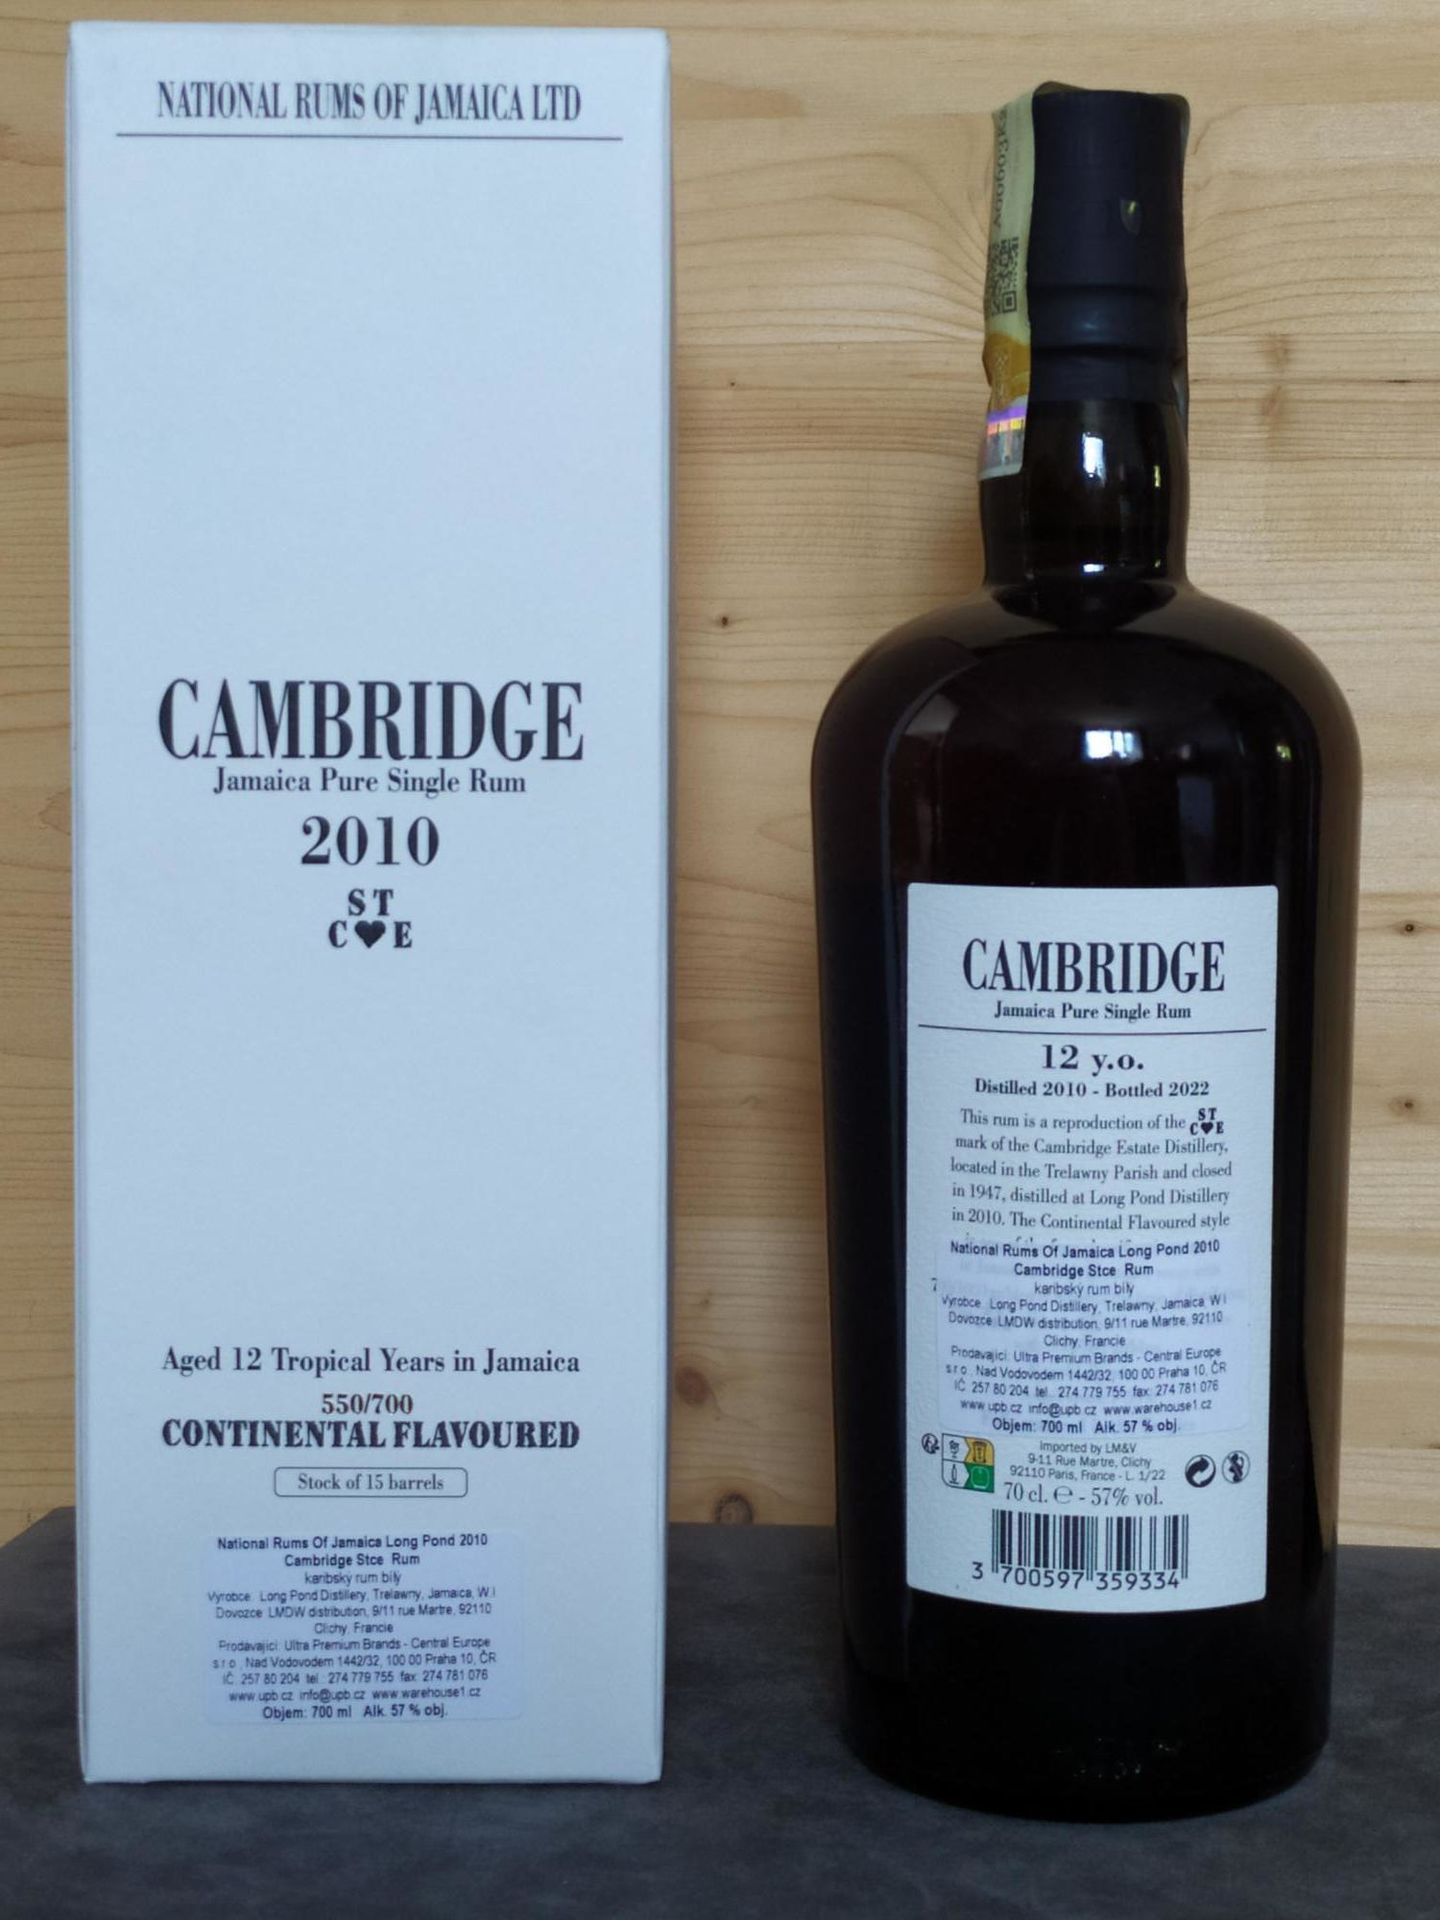 NATIONAL RUMS OF JAMAICA LTD
CAMBRIDGE
Jamaica Pure Single Rum
2010
S T
C♥E
Aged 12 Tropical Years in Jamaica
550/700
CONTINENTAL FLAVOURED
Stock of 15 barrels
National Rums Of Jamaica Long Pond 2010
Cambridge Stce Rum
karibský rum bílý
Vyrobce: Long Pond Distillery, Trelawny, Jamaica, W.I
Dovozce: LMDW distribution, 9/11 rue Martre, 92110
Clichy, Francie
Prodavající: Ultra Premium Brands - Central Europe
s.r.o., Nad Vodovodem 1442/32, 100 00 Praha 10, ČR
IČ: 257 80 204 tel.: 274 779 755 fax: 274 781 076
www.upb.cz info@upb.cz www.warehouse1.cz
Objem: 700 ml Alk. 57 % obj.
CAMBRIDGE
Jamaica Pure Single Rum
12 y.o.
Distilled 2010 - Bottled 2022
This rum is a reproduction of the ST C♥E
mark of the Cambridge Estate Distillery,
located in the Trelawny Parish and closed
in 1947, distilled at Long Pond Distillery
in 2010. The Continental Flavoured style
National Rums Of Jamaica Long Pond 2010
Cambridge Stce Rum
karibský rum bílý
Vyrobce: Long Pond Distillery, Trelawny, Jamaica, W.I
Dovozce: LMDW distribution, 9/11 rue Martre, 92110
Clichy, Francie
Prodavající: Ultra Premium Brands - Central Europe
s.r.o., Nad Vodovodem 1442/32, 100 00 Praha 10, ČR
IČ: 257 80 204 tel.: 274 779 755 fax: 274 781 076
www.upb.cz info@upb.cz www.warehouse1.cz
Objem: 700 ml Alk. 57 % obj.
Imported by LM&V
9-11 Rue Martre, Clichy
92110 Paris, France - L. 1/22
70 cl. ℮ - 57% vol.
3 700597 359334